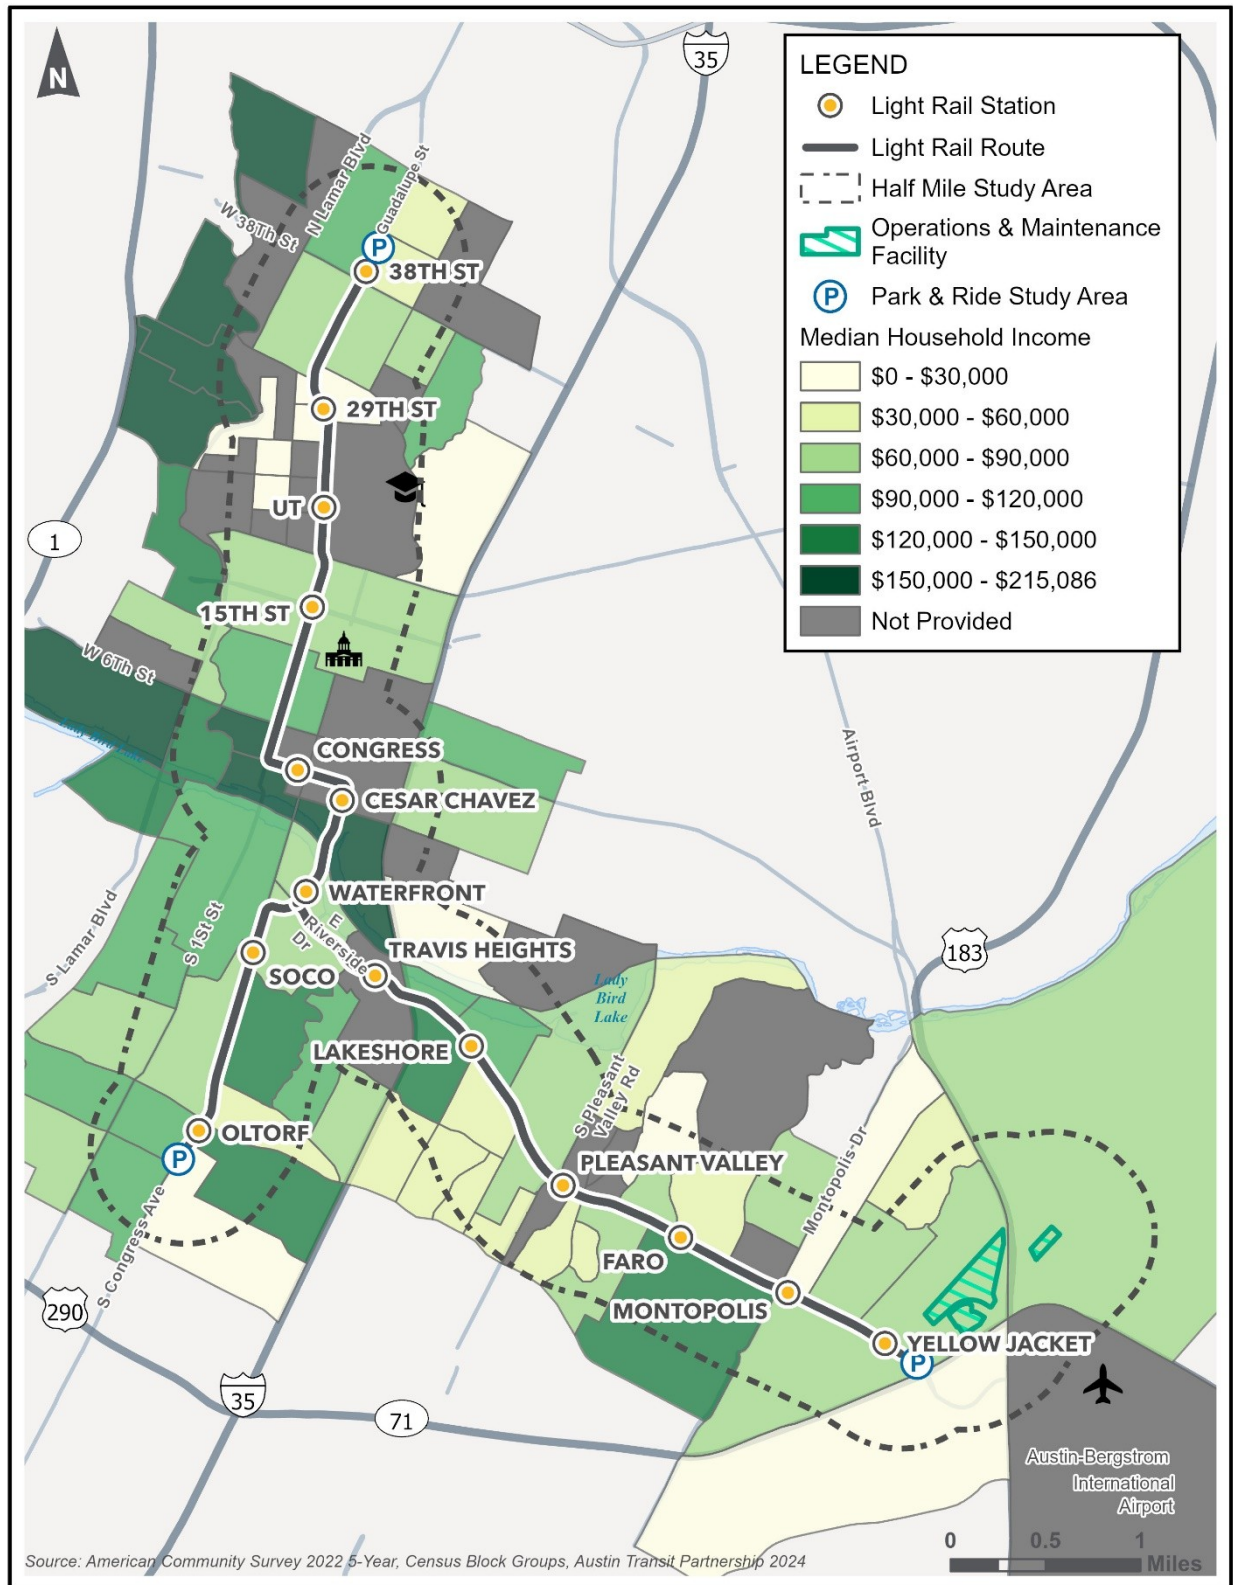 N
35
LEGEND
Light Rail Station
Light Rail Route
Half Mile Study Area
Operations & Maintenance
Facility
P Park & Ride Study Area
Median Household Income
$0 - $30,000
$30,000 - $60,000
$60,000 - $90,000
$90,000 - $120,000
$120,000 - $150,000
$150,000 - $215,086
Not Provided
N Lamar Blvd
Guadalupe St
W 38Th St
P
38TH ST
29TH ST
UT
1
15TH ST
W 6Th St
Lady Bird Lake
CONGRESS
CESAR CHAVEZ
Airport Blvd
WATERFRONT
S Lamar Blvd
S 1St St
E
Riverside
Dr
TRAVIS HEIGHTS
SOCO
183
Lady
Bird
Lake
LAKESHORE
S Pleasant
Valley Rd
OLTORF
P
PLEASANT VALLEY
Montopolis Dr
S Congress Ave
FARO
MONTOPOLIS
290
YELLOW JACKET
P
35
71
Austin-Bergstrom
International
Airport
0 0.5 1
Miles
Source: American Community Survey 2022 5-Year, Census Block Groups, Austin Transit Partnership 2024